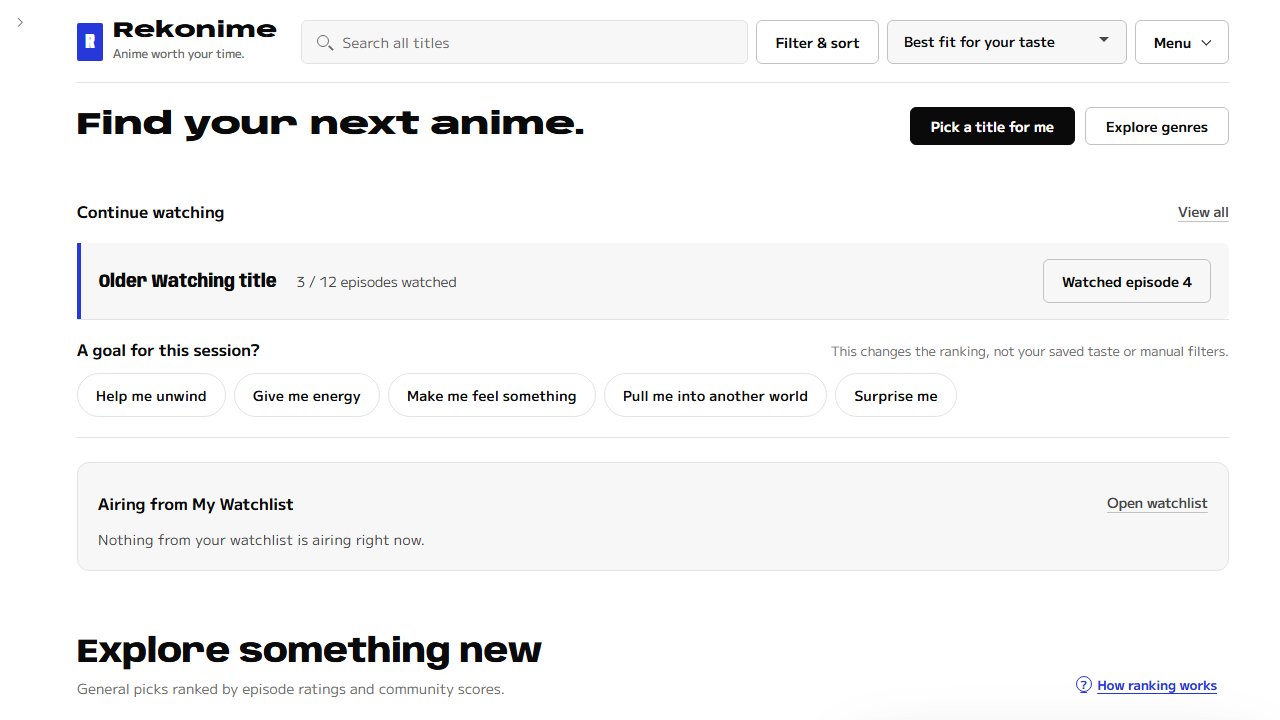 R
Rekonime
Anime worth your time.
Search all titles
Filter & sort
Best fit for your taste
Menu
Find your next anime.
Pick a title for me
Explore genres
Continue watching
View all
Older Watching title
3 / 12 episodes watched
Watched episode 4
A goal for this session?
This changes the ranking, not your saved taste or manual filters.
Help me unwind
Give me energy
Make me feel something
Pull me into another world
Surprise me
Airing from My Watchlist
Open watchlist
Nothing from your watchlist is airing right now.
Explore something new
General picks ranked by episode ratings and community scores.
? How ranking works